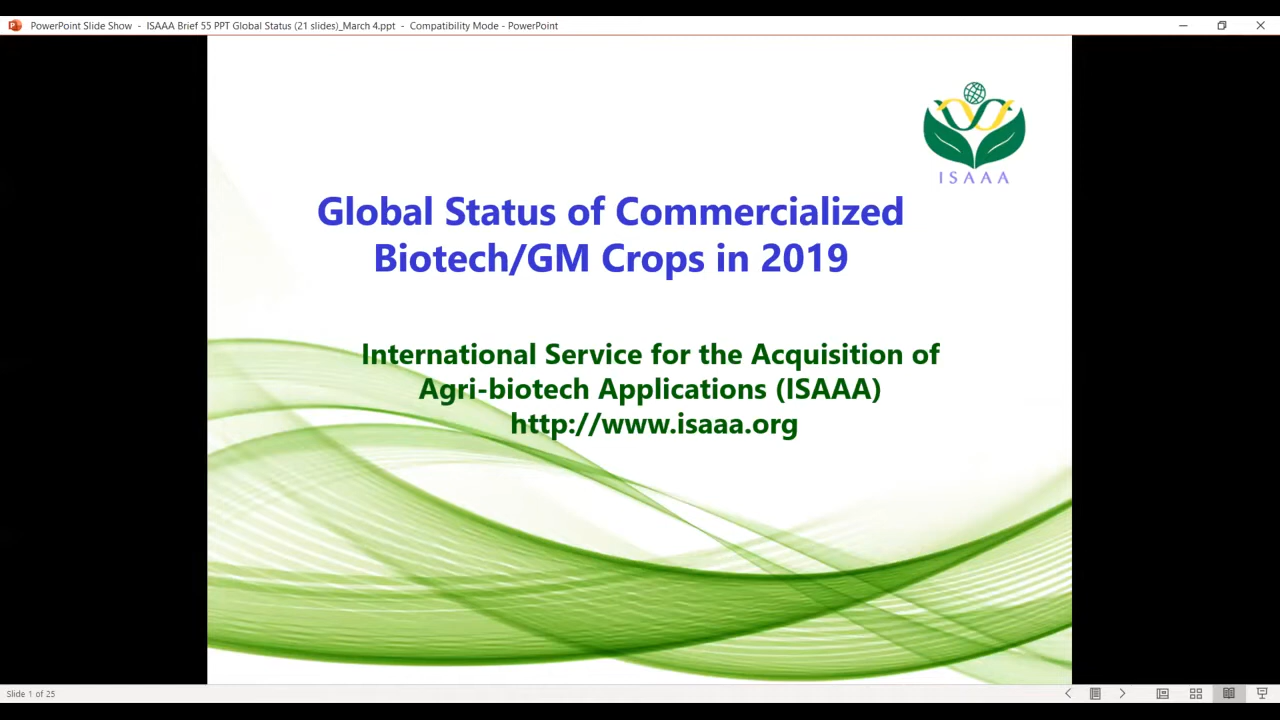 PowerPoint Slide Show - ISAAA Brief 55 PPT Global Status (21 slides)_March 4.ppt - Compatibility Mode - PowerPoint
ISAAA
Global Status of Commercialized
Biotech/GM Crops in 2019
International Service for the Acquisition of
Agri-biotech Applications (ISAAA)
http://www.isaaa.org
Slide 1 of 25